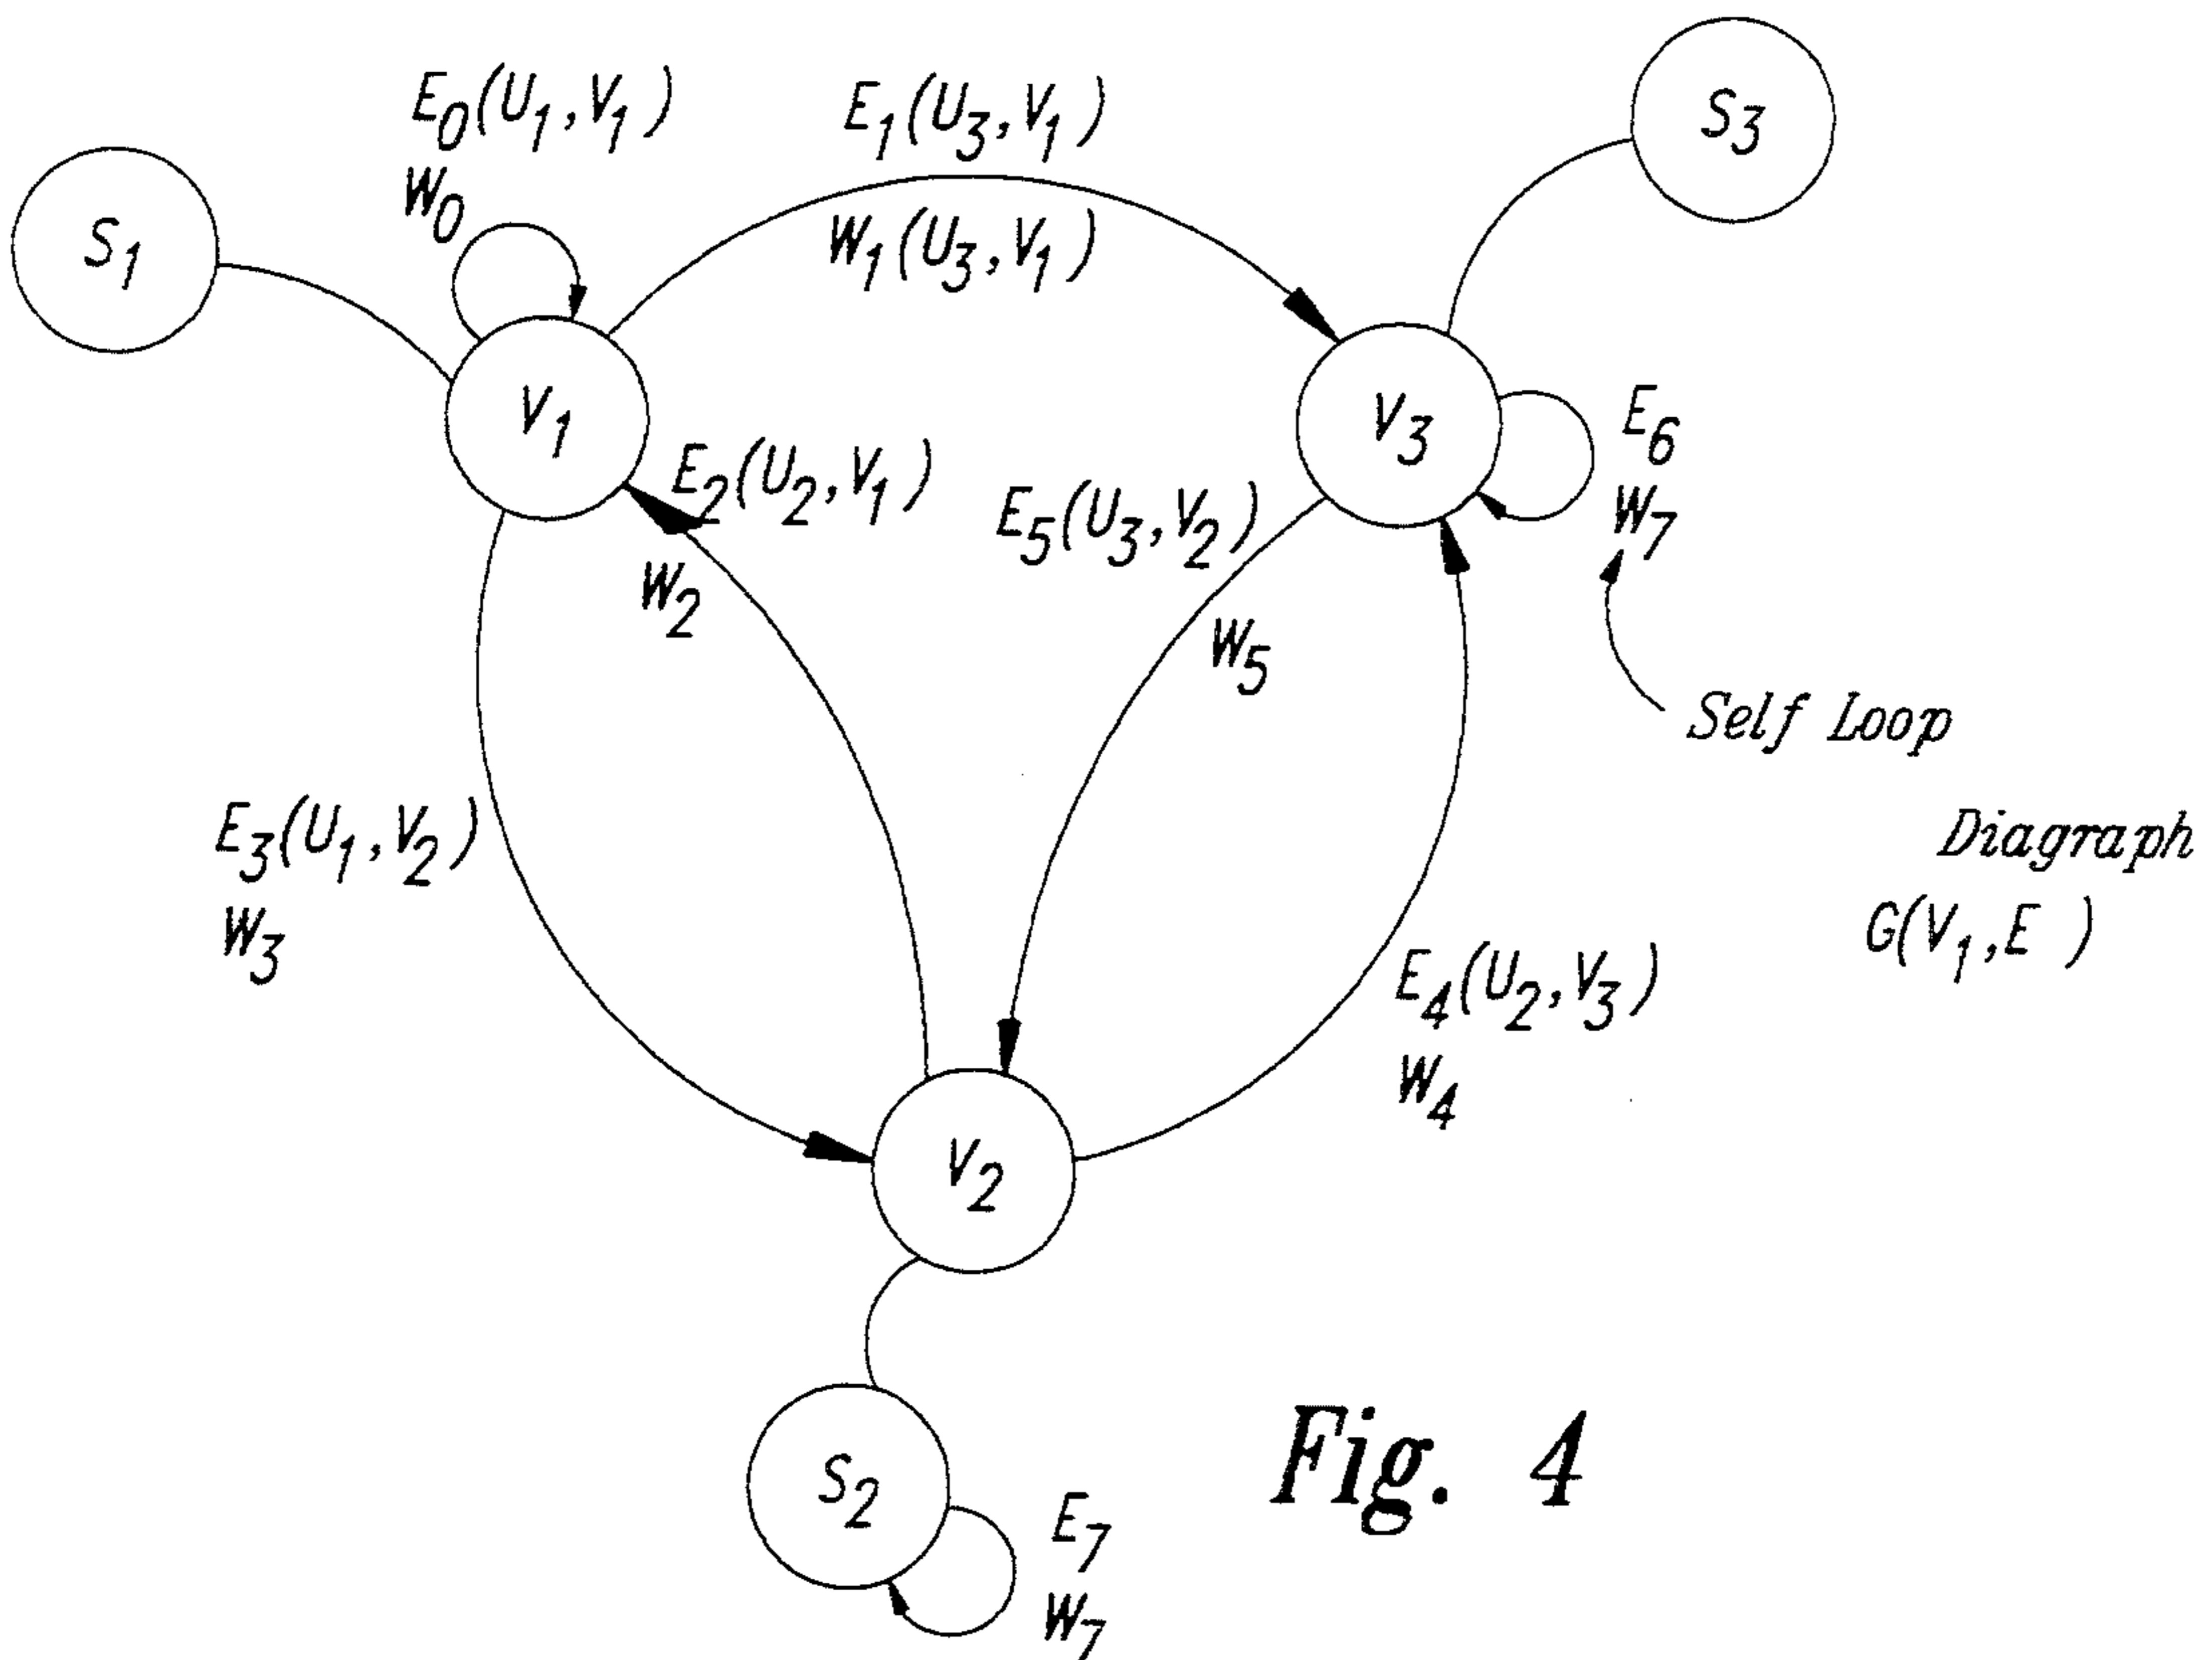 E0(U1,V1)
W0
E1(U3,V1)
W1(U3,V1)
S3
S1
V1
V3
E6
W7
E2(U2,V1)
W2
E5(U3,V2)
W5
Self Loop
E3(U1,V2)
W3
Diagraph
G(V1,E )
E4(U2,V3)
W4
V2
S2
E7
W7
Fig. 4